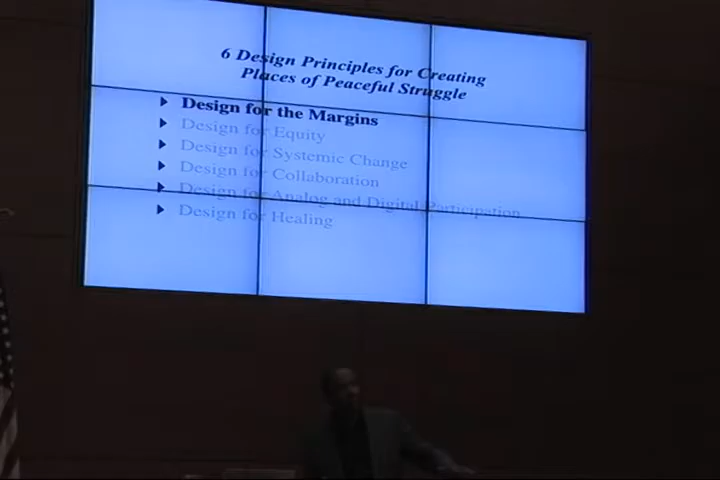 6 Design Principles for Creating
Places of Peaceful Struggle
Design for the Margins
Design for Equity
Design for Systemic Change
Design for Collaboration
Design for Analog and Digital Participation
Design for Healing